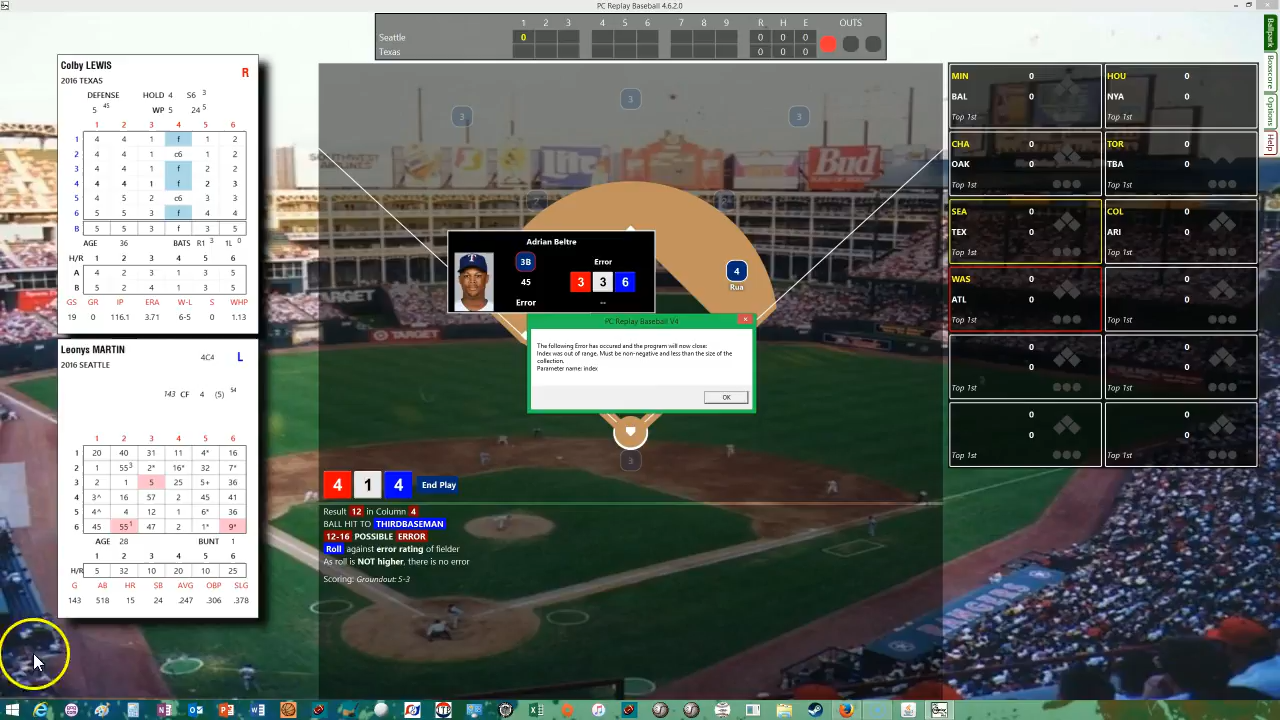 PC Replay Baseball 4.6.2.0
1 2 3 4 5 6 7 8 9 R H E OUTS
Seattle 0 0 0 0
Texas 0 0 0
Colby LEWIS
2016 TEXAS R
DEFENSE HOLD 4 S6 3
5 45 WP 5 24 5
1 2 3 4 5 6
1 4 4 1 f 1 2
2 4 4 1 c6 1 2
3 4 4 1 f 2 2
4 4 4 1 f 2 3
5 4 5 2 c6 3 3
6 5 5 3 f 4 4
B 5 5 3 f 3 5
AGE 36 BATS R1 3 1L 0
H/R 1 2 3 4 5 6
A 4 2 3 1 3 5
B 4 2 3 1 3 5
GS GR IP ERA W-L S WHP
19 0 116.1 3.71 6-5 0 1.13
Leonys MARTIN
2016 SEATTLE 4C4 L
143 CF 4 (5) 54
1 2 3 4 5 6
1 20 40 31 11 4* 16
2 1 553 2* 16* 32 7*
3 2 1 5 25 5+ 36
4 3^ 16 57 2 45 41
5 4^ 4 12 1 6* 36
6 45 551 47 2 1* 9*
AGE 28 BUNT 1
1 2 3 4 5 6
H/R 5 32 10 20 10 25
G AB HR SB AVG OBP SLG
143 518 15 24 .247 .306 .378
3 3 3
Bud
TARGET
4
Rua
Adrian Beltre
3B Error
45 3 3 6
Error --
PC Replay Baseball V4
The following Error has occured and the program will now close:
Index was out of range. Must be non-negative and less than the size of the
collection.
Parameter name: index
OK
3
4 1 4 End Play
Result 12 in Column 4
BALL HIT TO THIRDBASEMAN
12-16 POSSIBLE ERROR
Roll against error rating of fielder
As roll is NOT higher, there is no error
Scoring: Groundout: 5-3
MIN 0 HOU 0
BAL 0 NYA 0
Top 1st Top 1st
CHA 0 TOR 0
OAK 0 TBA 0
Top 1st Top 1st
SEA 0 COL 0
TEX 0 ARI 0
Top 1st Top 1st
WAS 0 0
ATL 0 0
Top 1st Top 1st
0 0
0 0
Top 1st Top 1st
0 0
0 0
Top 1st Top 1st
Ballpark
Boxscore
Options
Help